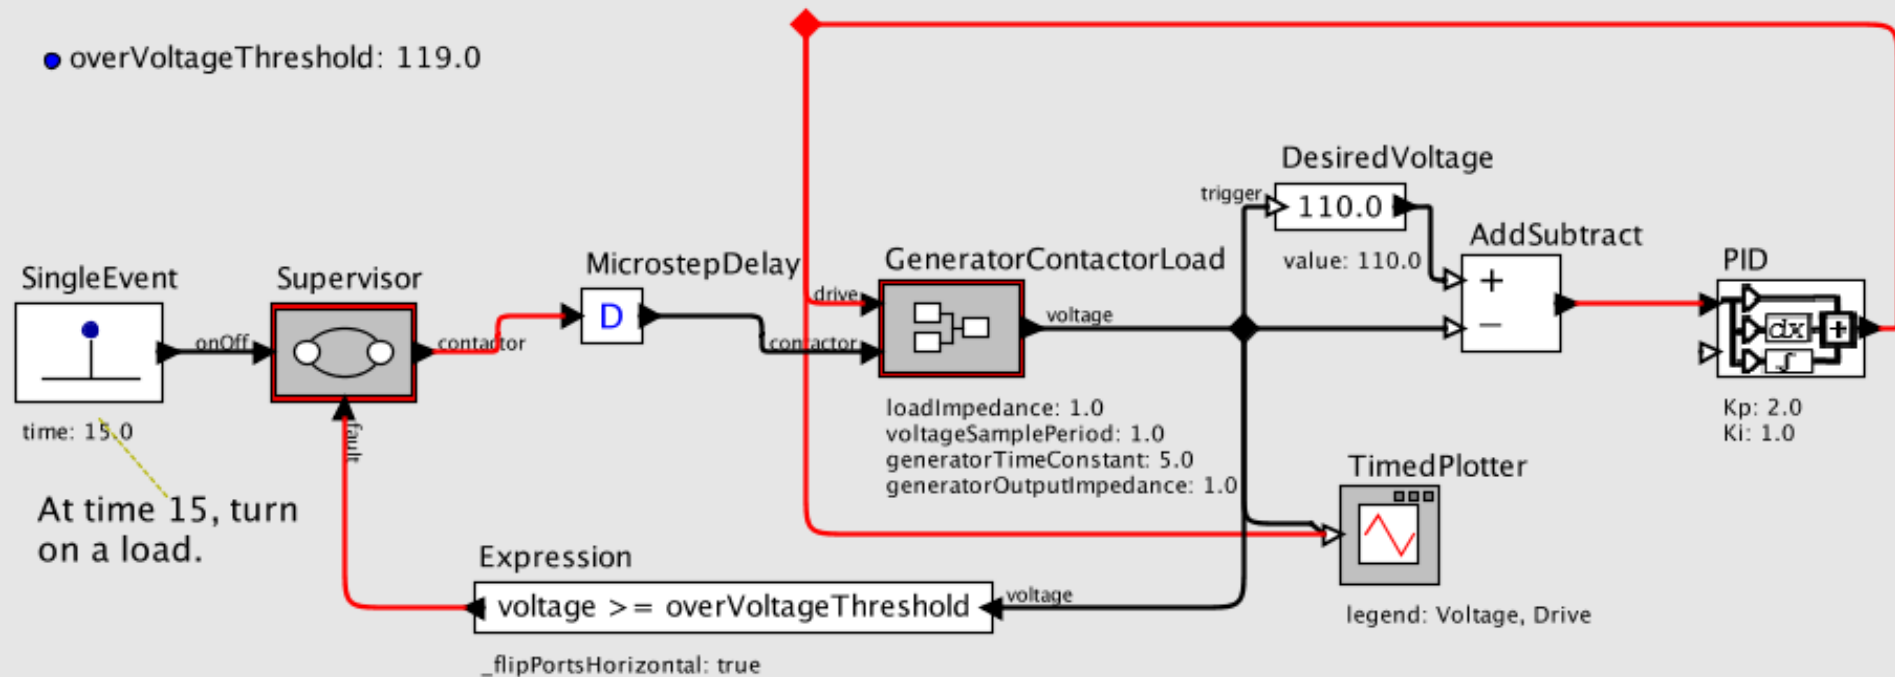 overVoltageThreshold: 119.0
DesiredVoltage
trigger
110.0
value: 110.0
AddSubtract
+
−
PID
dx
+
∫
Kp: 2.0
Ki: 1.0
SingleEvent
onOff
time: 15.0
At time 15, turn
on a load.
Supervisor
contactor
fault
MicrostepDelay
D
GeneratorContactorLoad
drive
contactor
voltage
loadImpedance: 1.0
voltageSamplePeriod: 1.0
generatorTimeConstant: 5.0
generatorOutputImpedance: 1.0
TimedPlotter
legend: Voltage, Drive
Expression
voltage >= overVoltageThreshold
voltage
_flipPortsHorizontal: true